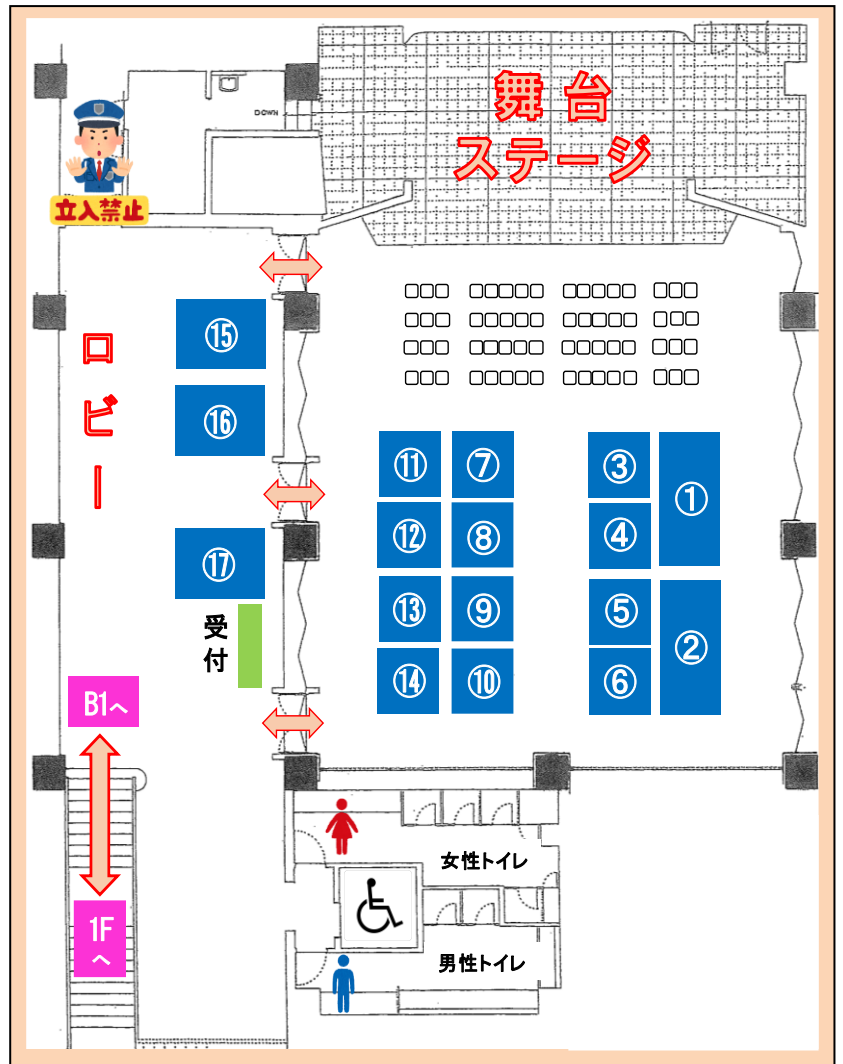 舞台
ステージ
DOWN
立入禁止
ロビー
⑮
⑯
⑰
受付
⑪
⑦
③
①
⑫
⑧
④
⑬
⑨
⑤
②
⑭
⑩
⑥
B1へ
1Fへ
女性トイレ
男性トイレ